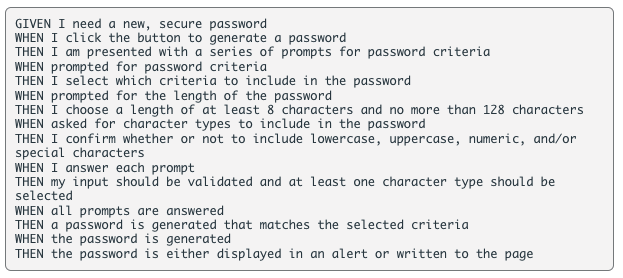 GIVEN I need a new, secure password
WHEN I click the button to generate a password
THEN I am presented with a series of prompts for password criteria
WHEN prompted for password criteria
THEN I select which criteria to include in the password
WHEN prompted for the length of the password
THEN I choose a length of at least 8 characters and no more than 128 characters
WHEN asked for character types to include in the password
THEN I confirm whether or not to include lowercase, uppercase, numeric, and/or
special characters
WHEN I answer each prompt
THEN my input should be validated and at least one character type should be
selected
WHEN all prompts are answered
THEN a password is generated that matches the selected criteria
WHEN the password is generated
THEN the password is either displayed in an alert or written to the page